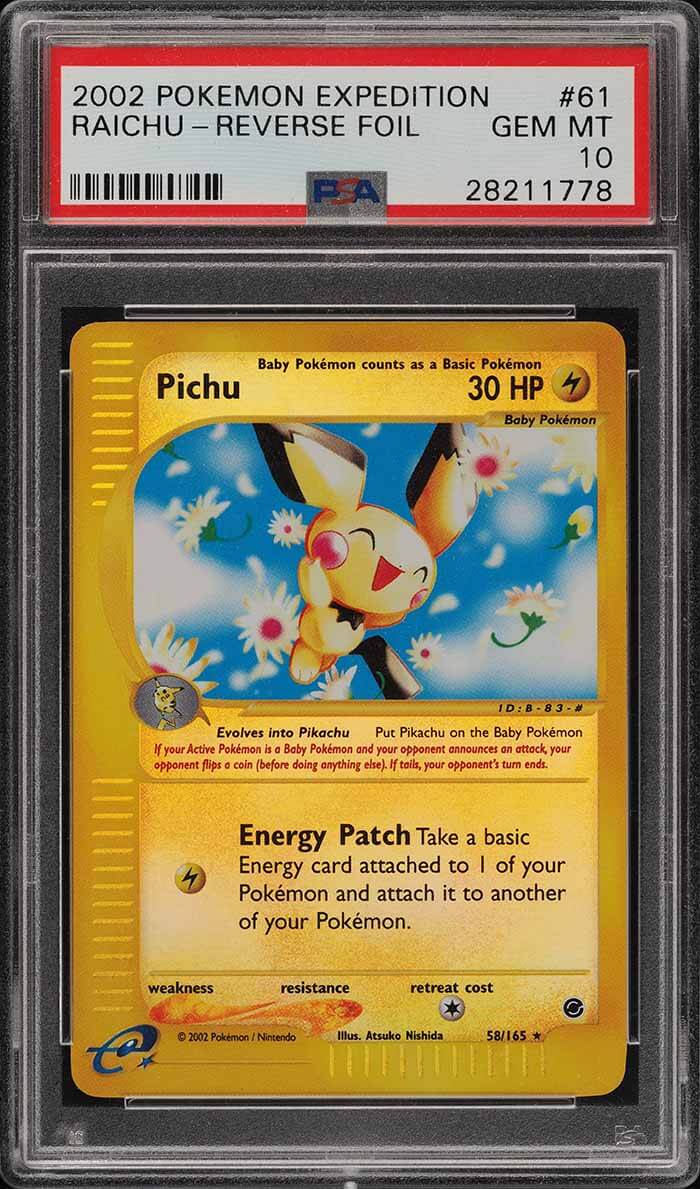 2002 POKEMON EXPEDITION #61
RAICHU - REVERSE FOIL GEM MT
10
PSA 28211778
Baby Pokémon counts as a Basic Pokémon
Pichu 30 HP
Baby Pokémon
ID:B-83-#
Evolves into Pikachu Put Pikachu on the Baby Pokémon
If your Active Pokémon is a Baby Pokémon and your opponent announces an attack, your
opponent flips a coin (before doing anything else). If tails, your opponent's turn ends.
Energy Patch Take a basic
Energy card attached to 1 of your
Pokémon and attach it to another
of your Pokémon.
weakness resistance retreat cost
e © 2002 Pokémon / Nintendo Illus. Atsuko Nishida 58/165 ★